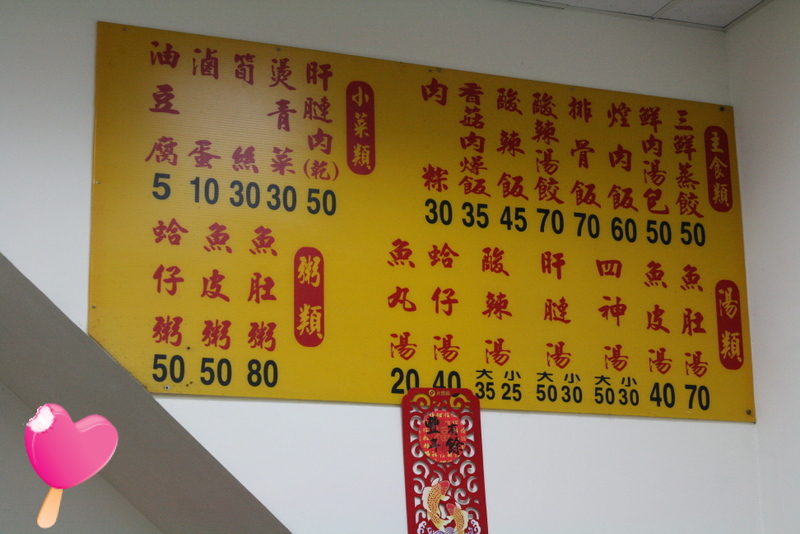 主食類
三鮮蒸餃 50
鮮肉湯包 50
焢肉飯 60
排骨飯 70
酸辣湯餃 70
酸辣飯 45
香菇肉燥飯 35
肉粽 30
小菜類
肝腱肉(乾) 50
燙青菜 30
筍絲 30
滷蛋 10
油豆腐 5
湯類
魚肚湯 70
魚皮湯 40
四神湯 大50 小30
肝腱湯 大50 小30
酸辣湯 大35 小25
蛤仔湯 40
魚丸湯 20
粥類
魚肚粥 80
魚皮粥 50
蛤仔粥 50
豐年
有餘